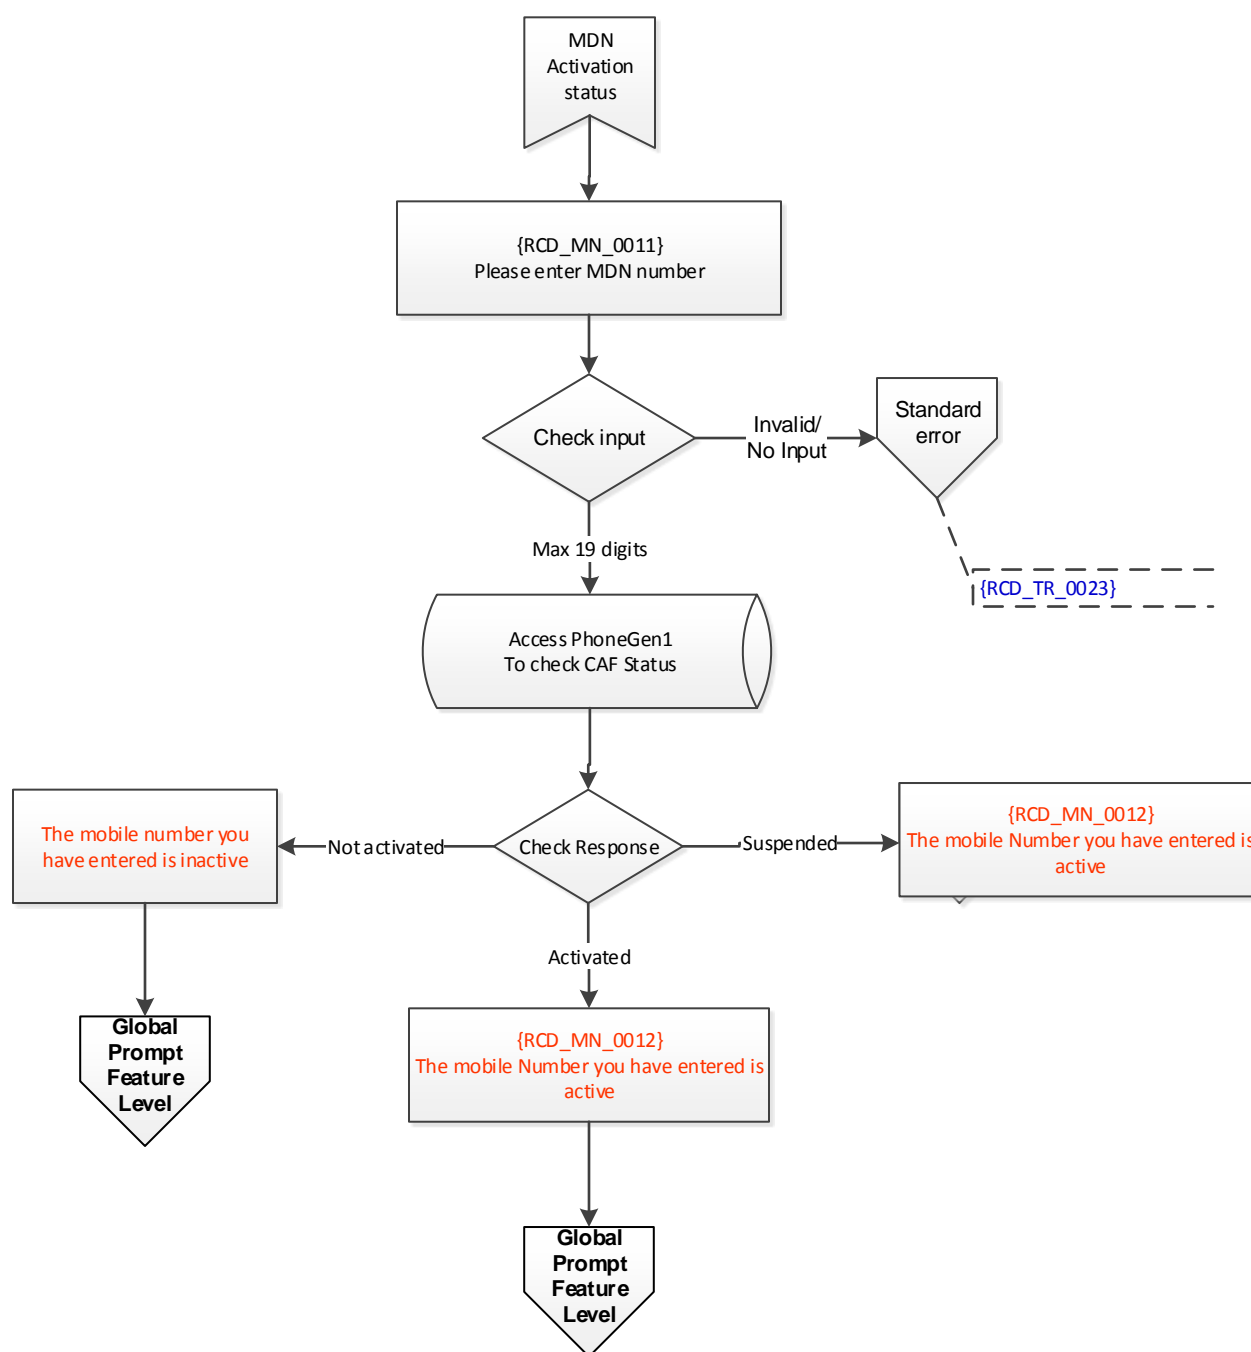 MDN
Activation
status
{RCD_MN_0011}
Please enter MDN number
Check input
Invalid/
No Input
Standard
error
Max 19 digits
{RCD_TR_0023}
Access PhoneGen1
To check CAF Status
The mobile number you
have entered is inactive
Not activated
Check Response
Suspended
{RCD_MN_0012}
The mobile Number you have entered is
active
Activated
Global
Prompt
Feature
Level
{RCD_MN_0012}
The mobile Number you have entered is
active
Global
Prompt
Feature
Level